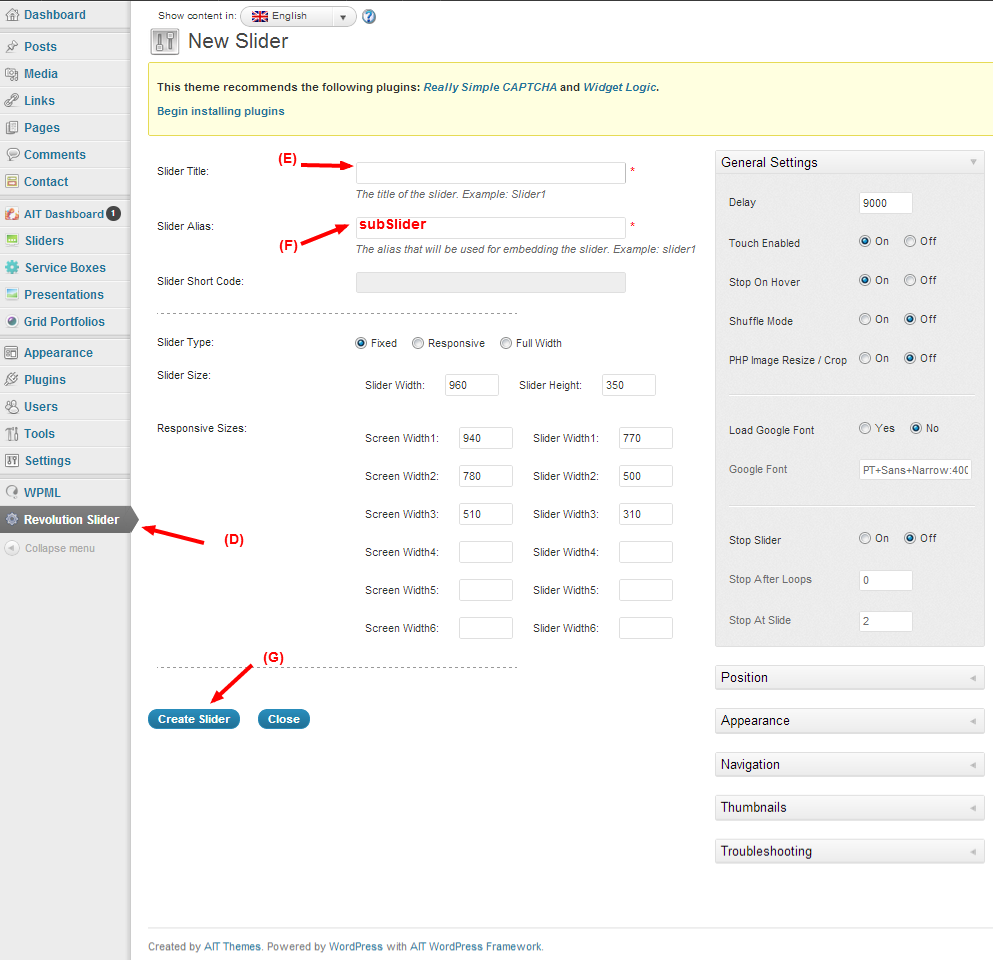 Dashboard
Posts
Media
Links
Pages
Comments
Contact
AIT Dashboard 1
Sliders
Service Boxes
Presentations
Grid Portfolios
Appearance
Plugins
Users
Tools
Settings
WPML
Revolution Slider
Collapse menu
(D)
Show content in: English ?
New Slider
This theme recommends the following plugins: Really Simple CAPTCHA and Widget Logic.
Begin installing plugins
(E)
Slider Title: *
The title of the slider. Example: Slider1
Slider Alias: subSlider *
(F)
The alias that will be used for embedding the slider. Example: slider1
Slider Short Code:
Slider Type: Fixed Responsive Full Width
Slider Size:
Slider Width: 960 Slider Height: 350
Responsive Sizes:
Screen Width1: 940 Slider Width1: 770
Screen Width2: 780 Slider Width2: 500
Screen Width3: 510 Slider Width3: 310
Screen Width4: Slider Width4:
Screen Width5: Slider Width5:
Screen Width6: Slider Width6:
(G)
Create Slider Close
General Settings
Delay 9000
Touch Enabled On Off
Stop On Hover On Off
Shuffle Mode On Off
PHP Image Resize / Crop On Off
Load Google Font Yes No
Google Font PT+Sans+Narrow:400
Stop Slider On Off
Stop After Loops 0
Stop At Slide 2
Position
Appearance
Navigation
Thumbnails
Troubleshooting
Created by AIT Themes. Powered by WordPress with AIT WordPress Framework.